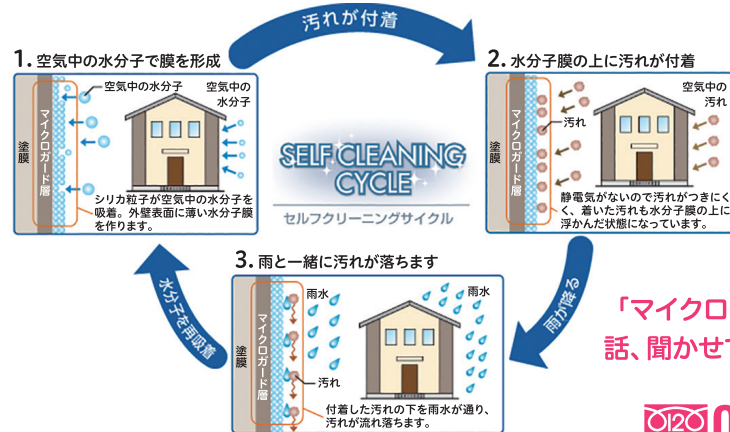 汚れが付着
1. 空気中の水分子で膜を形成
空気中の水分子
空気中の
水分子
マイクロガード層
塗膜
シリカ粒子が空気中の水分子を
吸着。外壁表面に薄い水分子膜
を作ります。
2. 水分子膜の上に汚れが付着
空気中の
汚れ
汚れ
マイクロガード層
塗膜
静電気がないので汚れがつきにく
く、着いた汚れも水分子膜の上に
浮かんだ状態になっています。
SELF CLEANING
CYCLE
セルフクリーニングサイクル
雨が降る
3. 雨と一緒に汚れが落ちます
雨水
雨水
マイクロガード層
塗膜
汚れ
付着した汚れの下を雨水が通り、
汚れが流れ落ちます。
水分子を再吸着
「マイクロ
話、聞かせて
0120